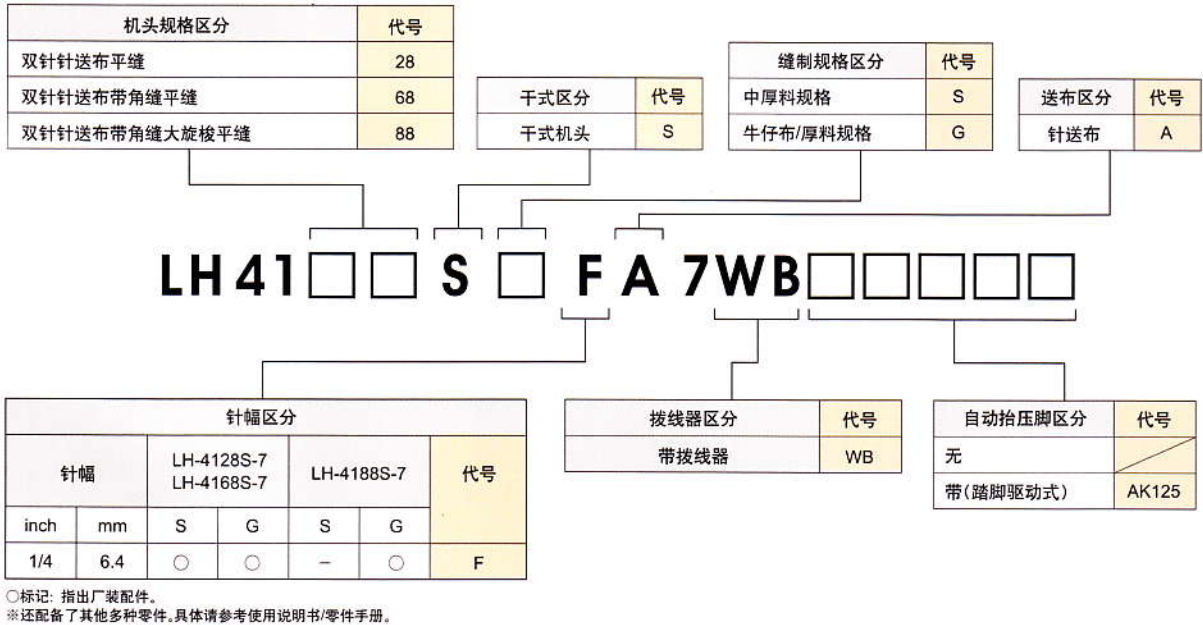 机头规格区分 代号
双针针送布平缝 28
双针针送布带角缝平缝 68
双针针送布带角缝大旋梭平缝 88
干式区分 代号
干式机头 S
缝制规格区分 代号
中厚料规格 S
牛仔布/厚料规格 G
送布区分 代号
针送布 A
LH41□□ S □ F A 7WB□□□□□
针幅区分
针幅 LH-4128S-7 LH-4188S-7 代号
LH-4168S-7
inch mm S G S G
1/4 6.4 ○ ○ – ○ F
拨线器区分 代号
带拨线器 WB
自动抬压脚区分 代号
无
带(踏脚驱动式) AK125
○标记: 指出厂装配件。
※还配备了其他多种零件。具体请参考使用说明书/零件手册。